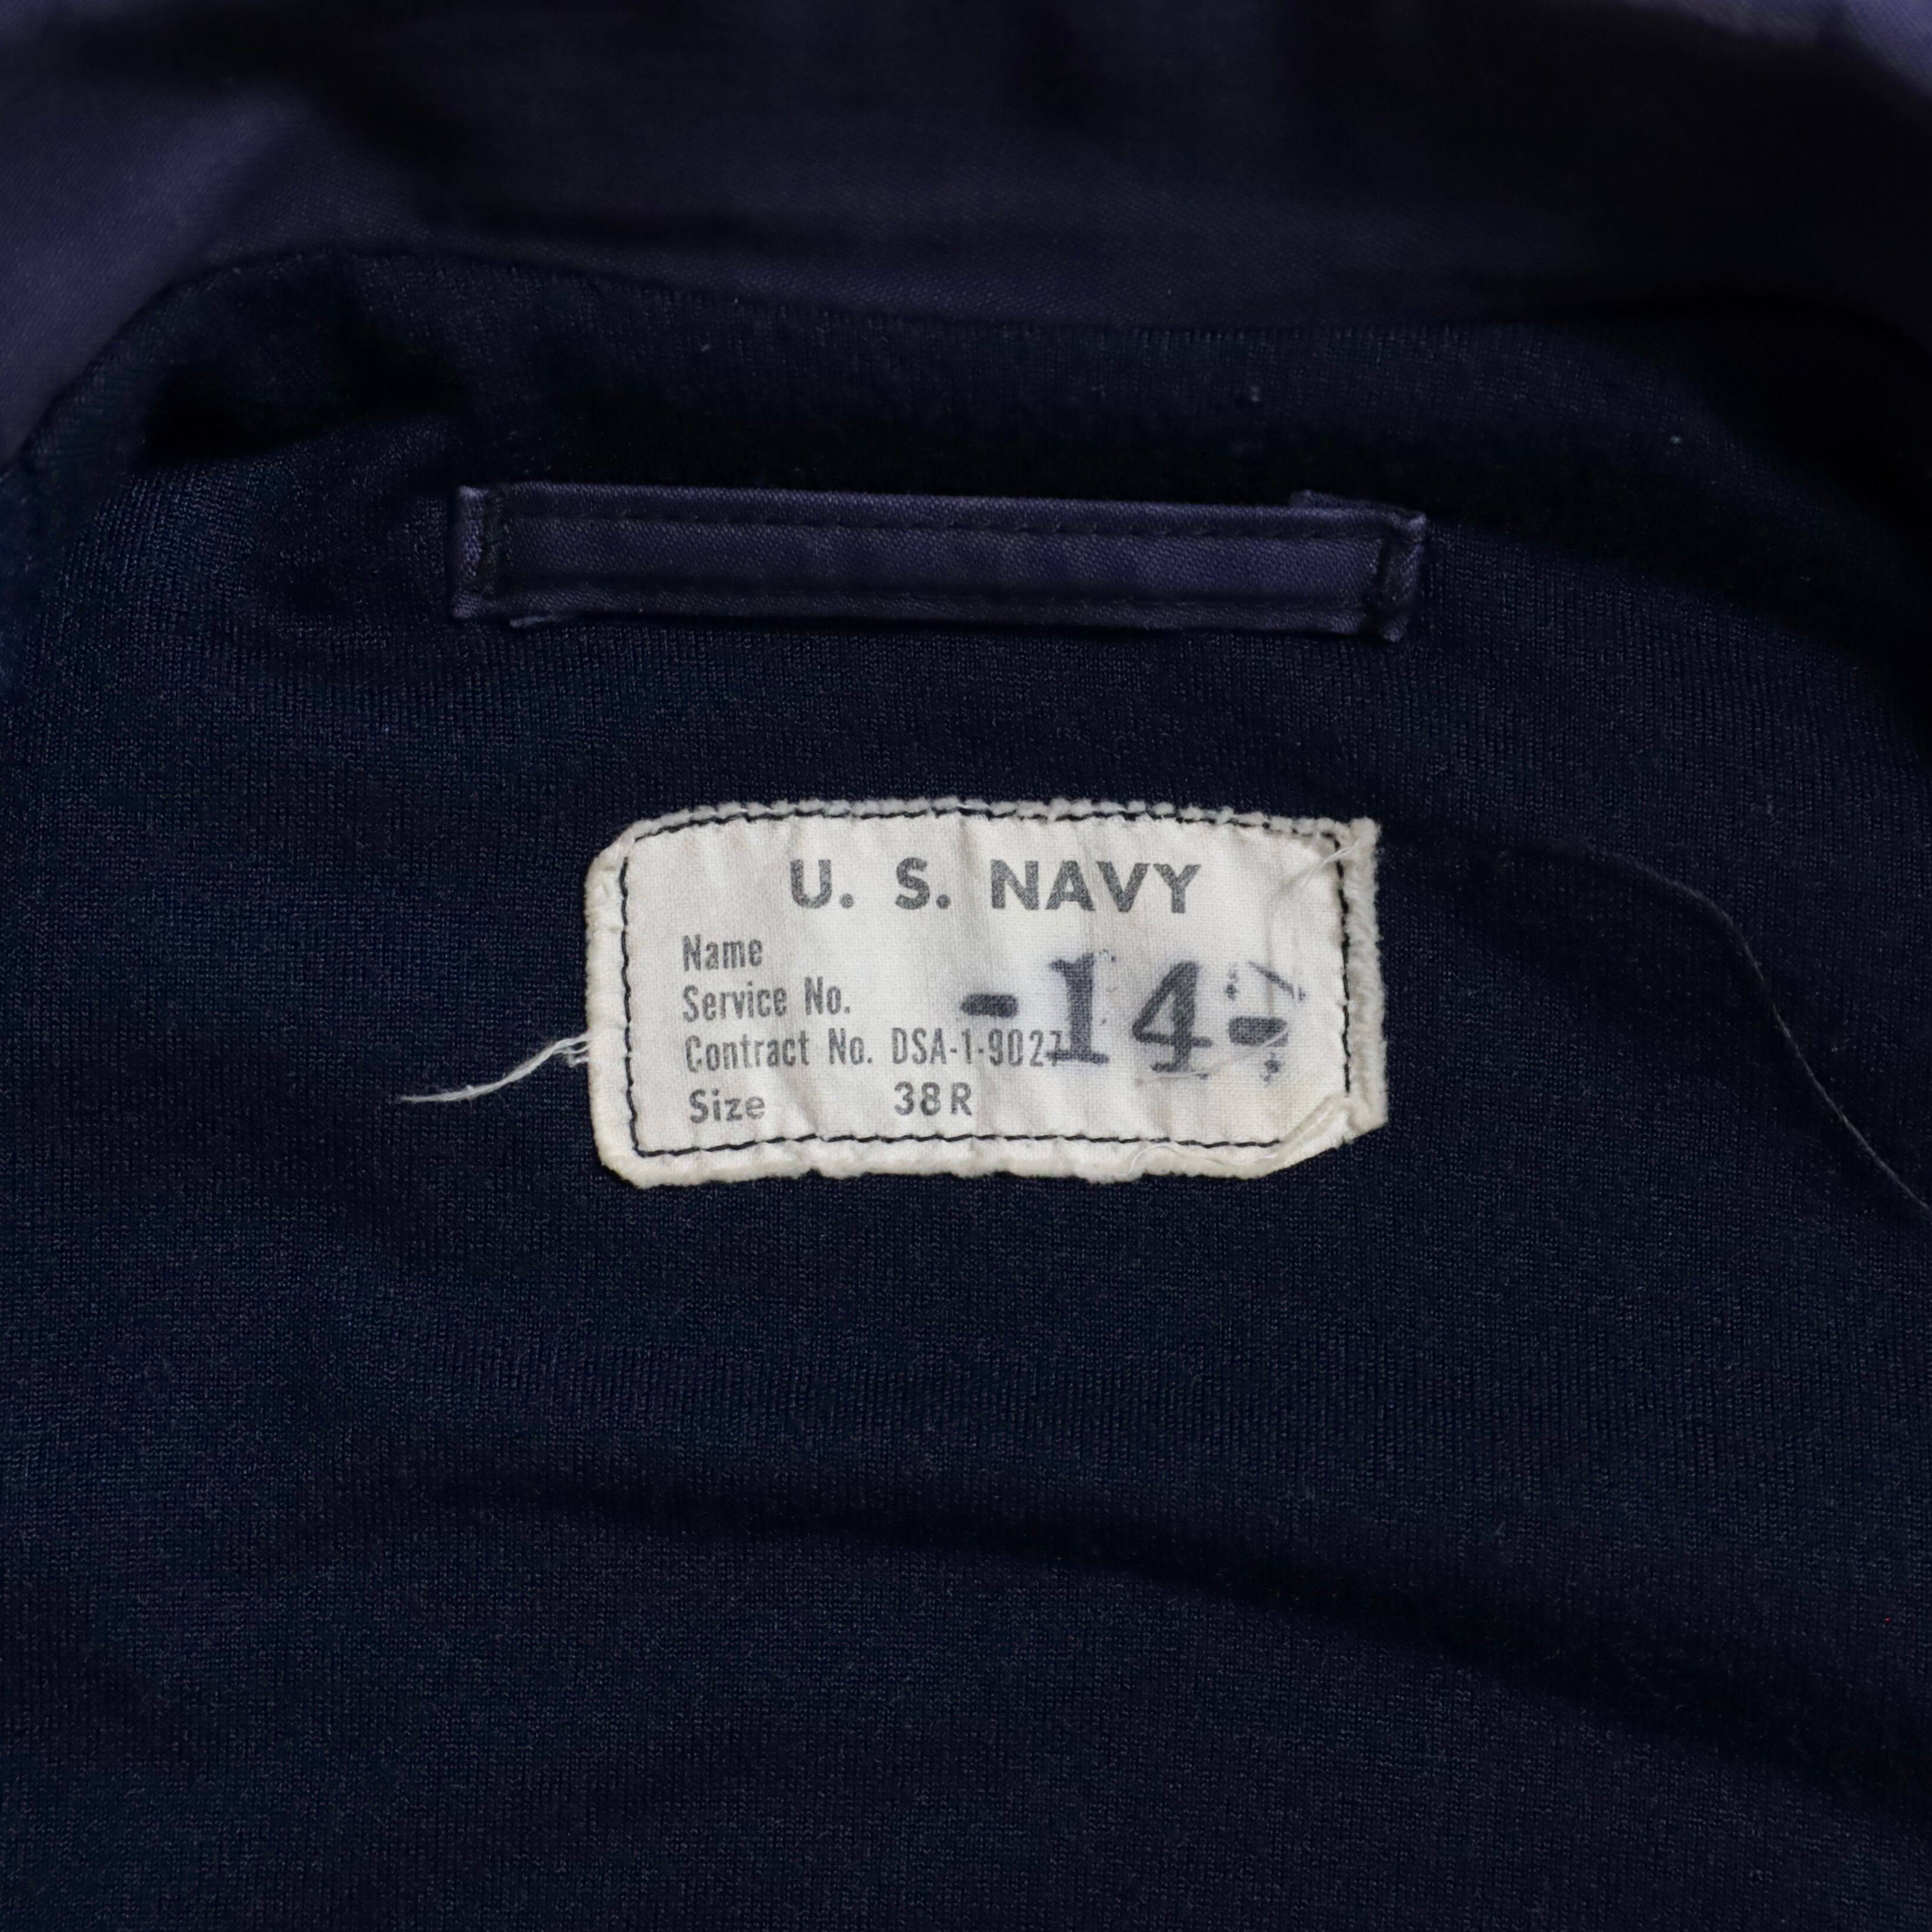 U. S. NAVY
Name
Service No.
-14-
Contract No. DSA-1-9027
Size 38R